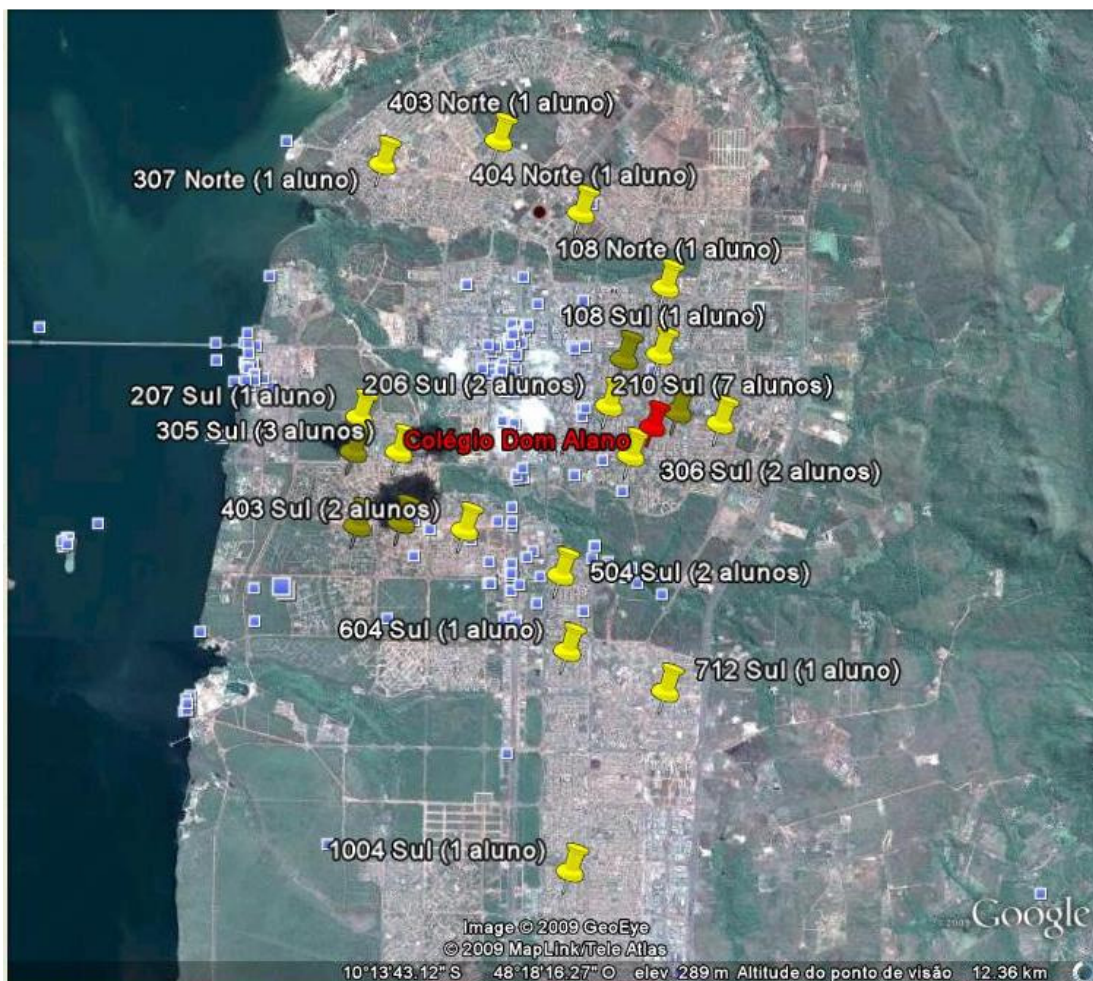 403 Norte (1 aluno)
307 Norte (1 aluno)
404 Norte (1 aluno)
108 Norte (1 aluno)
108 Sul (1 aluno)
206 Sul (2 alunos)
210 Sul (7 alunos)
207 Sul (1 aluno)
305 Sul (3 alunos)
Colégio Dom Alano
306 Sul (2 alunos)
403 Sul (2 alunos)
504 Sul (2 alunos)
604 Sul (1 aluno)
712 Sul (1 aluno)
1004 Sul (1 aluno)
Image © 2009 GeoEye
© 2009 MapLink/Tele Atlas
©2009 Google
10°13'43.12" S 48°18'16.27" O elev 289 m Altitude do ponto de visão 12.36 km